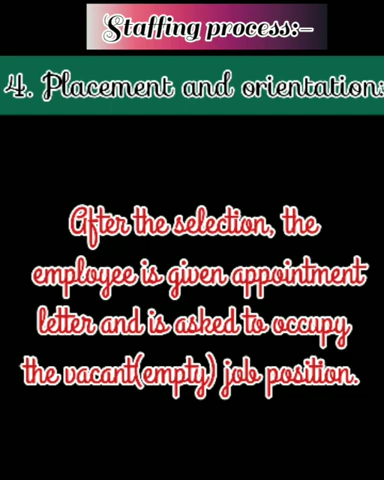 Staffing process:-
4. Placement and orientation:
After the selection, the
employee is given appointment
letter and is asked to occupy
the vacant(empty) job position.